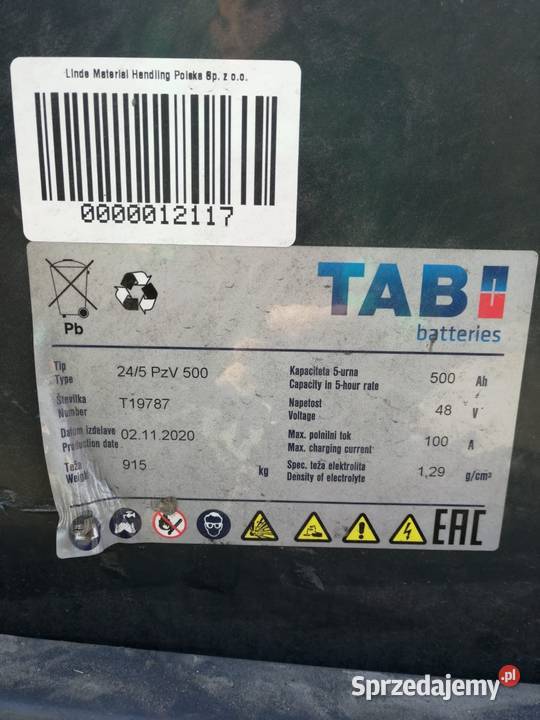 Linde Material Handling Polska Sp. z o.o.
0000012117
Pb
TAB
batteries
Tip
Type
24/5 PzV 500
Kapaciteta 5-urna
Capacity in 5-hour rate
500 Ah
Številka
Number
T19787
Napetost
Voltage
48 V
Datum izdelave
Production date
02.11.2020
Max. polnilni tok
Max. charging current
100 A
Teža
Weight
915 kg
Spec. teža elektrolita
Density of electrolyte
1,29 g/cm³
EAC
Sprzedajemy.pl